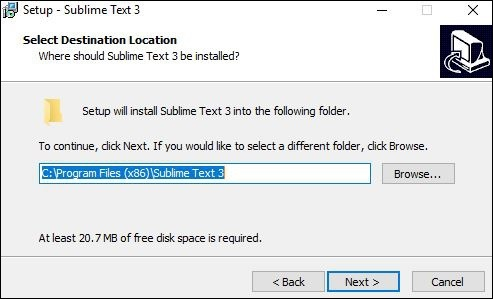 Setup - Sublime Text 3
Select Destination Location
Where should Sublime Text 3 be installed?
Setup will install Sublime Text 3 into the following folder.
To continue, click Next. If you would like to select a different folder, click Browse.
C:\Program Files (x86)\Sublime Text 3
Browse...
At least 20.7 MB of free disk space is required.
< Back
Next >
Cancel